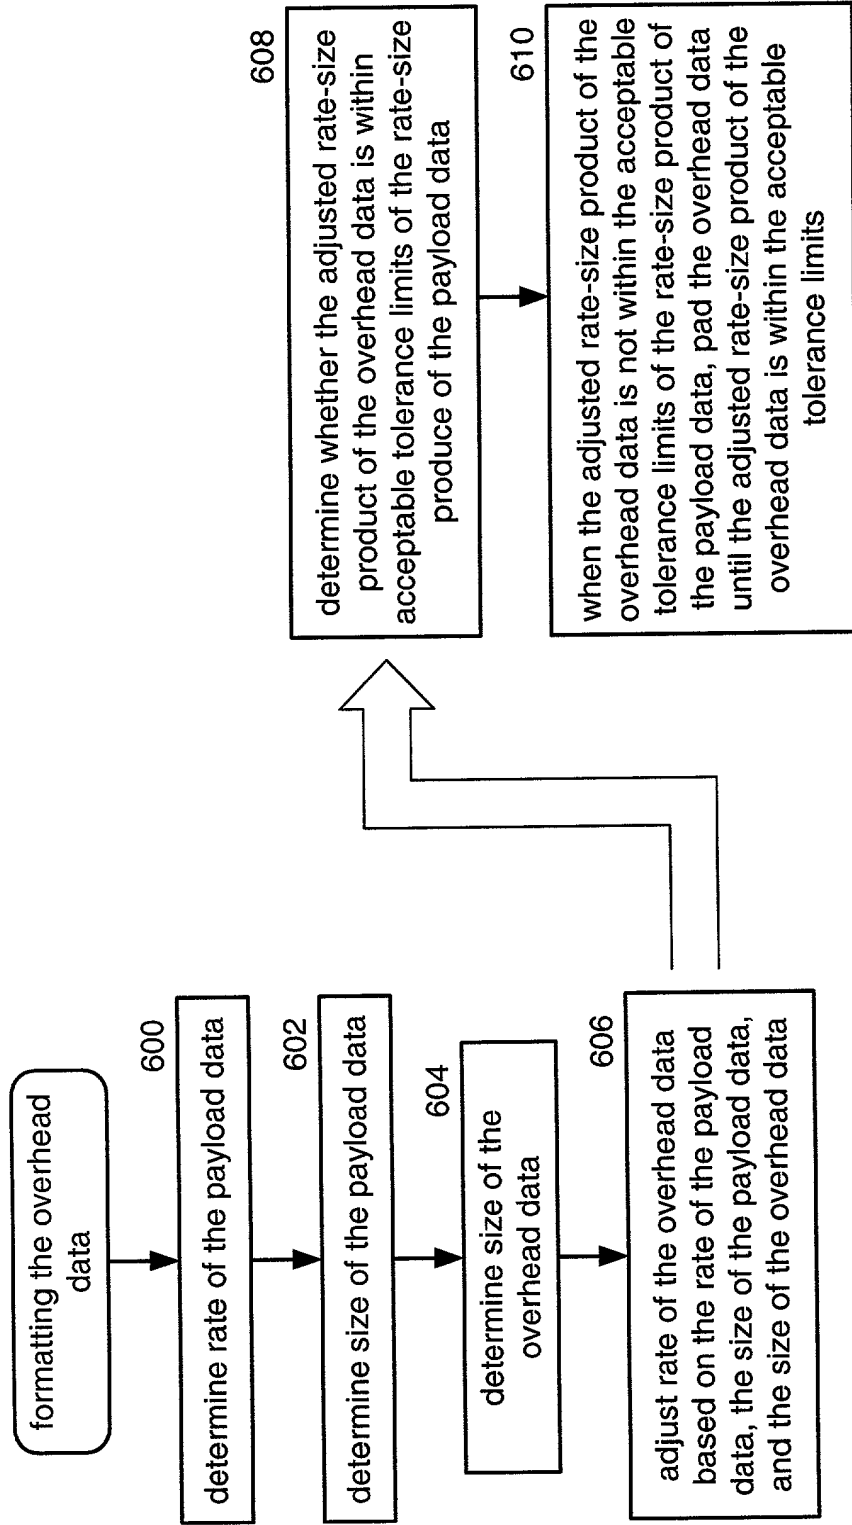 formatting the overhead
data
600
determine rate of the payload data
602
determine size of the payload data
604
determine size of the
overhead data
606
adjust rate of the overhead data
based on the rate of the payload
data, the size of the payload data,
and the size of the overhead data
608
determine whether the adjusted rate-size
product of the overhead data is within
acceptable tolerance limits of the rate-size
produce of the payload data
610
when the adjusted rate-size product of the
overhead data is not within the acceptable
tolerance limits of the rate-size product of
the payload data, pad the overhead data
until the adjusted rate-size product of the
overhead data is within the acceptable
tolerance limits